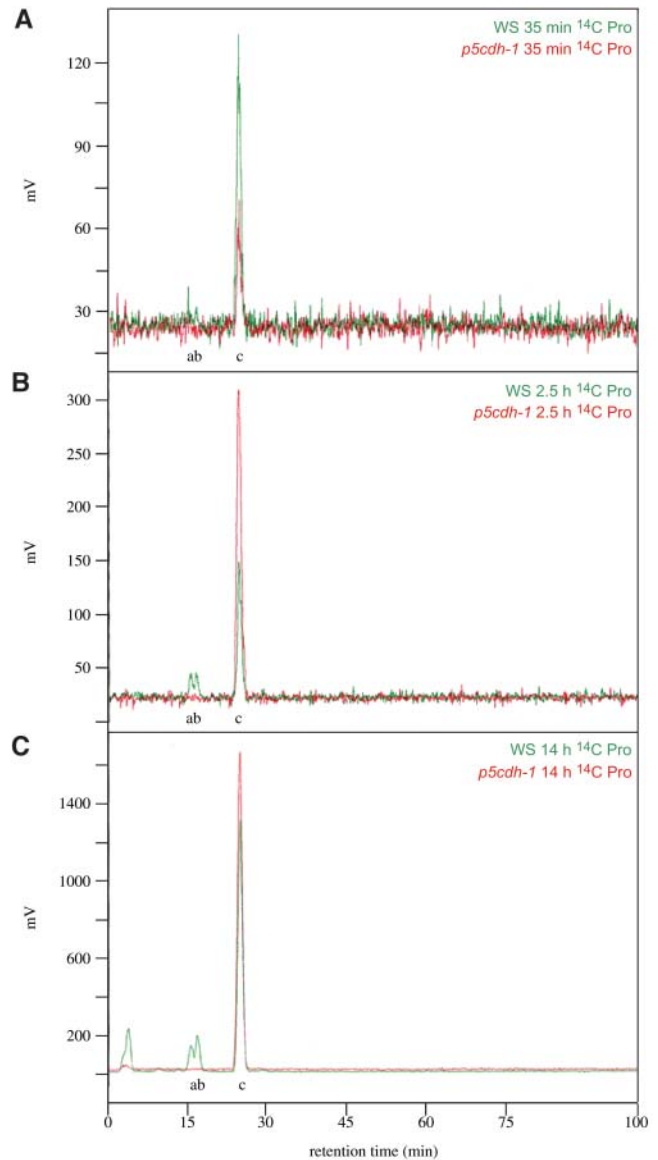 A
WS 35 min ¹⁴C Pro
p5cdh-1 35 min ¹⁴C Pro
120
90
60
30
mV
ab c
B
WS 2.5 h ¹⁴C Pro
p5cdh-1 2.5 h ¹⁴C Pro
300
250
200
150
100
50
mV
ab c
C
WS 14 h ¹⁴C Pro
p5cdh-1 14 h ¹⁴C Pro
1400
1000
600
200
mV
ab c
0 15 30 45 60 75 100
retention time (min)